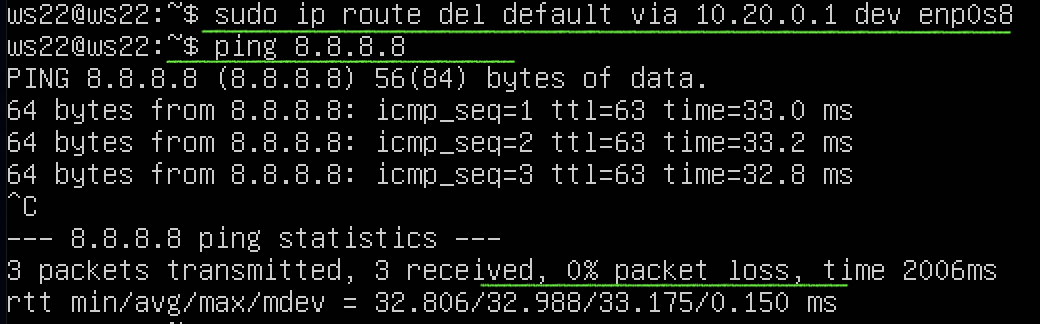 ws22@ws22:~$ sudo ip route del default via 10.20.0.1 dev enp0s8
ws22@ws22:~$ ping 8.8.8.8
PING 8.8.8.8 (8.8.8.8) 56(84) bytes of data.
64 bytes from 8.8.8.8: icmp_seq=1 ttl=63 time=33.0 ms
64 bytes from 8.8.8.8: icmp_seq=2 ttl=63 time=33.2 ms
64 bytes from 8.8.8.8: icmp_seq=3 ttl=63 time=32.8 ms
^C
--- 8.8.8.8 ping statistics ---
3 packets transmitted, 3 received, 0% packet loss, time 2006ms
rtt min/avg/max/mdev = 32.806/32.988/33.175/0.150 ms